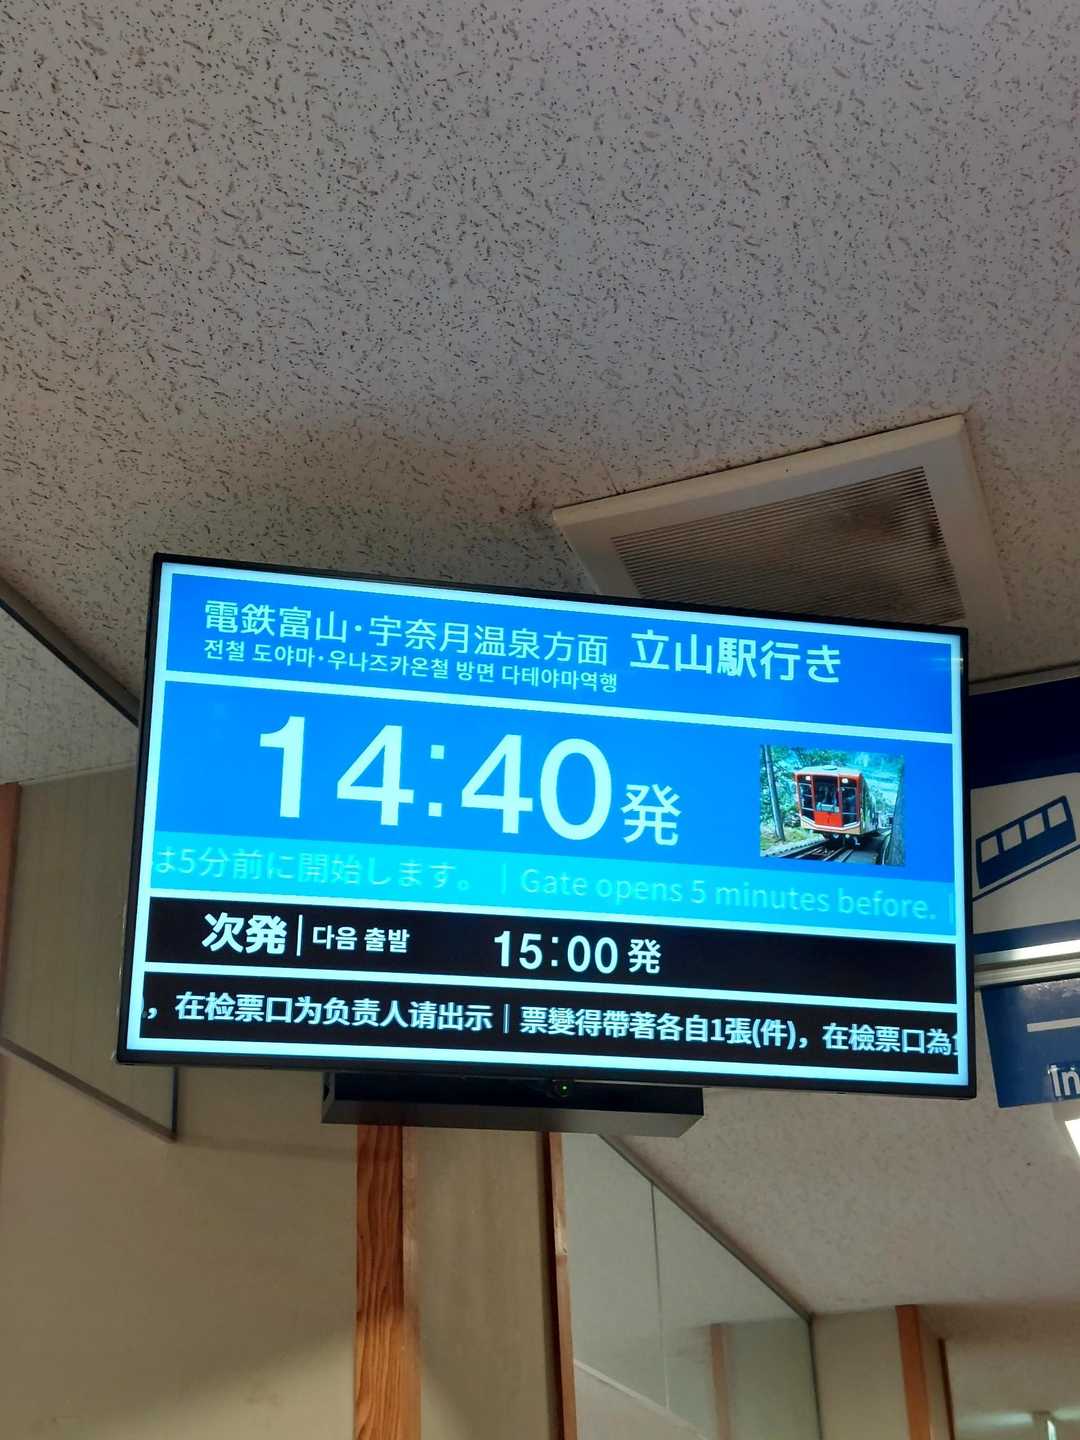 電鉄富山・宇奈月温泉方面 立山駅行き
전철 도야마・우나즈카온철 방면 다테야마역행
14:40発
は5分前に開始します。 | Gate opens 5 minutes before. |
次発 | 다음 출발 15:00発
, 在检票口为负责人请出示 | 票變得帶著各自1張(件), 在檢票口為
In